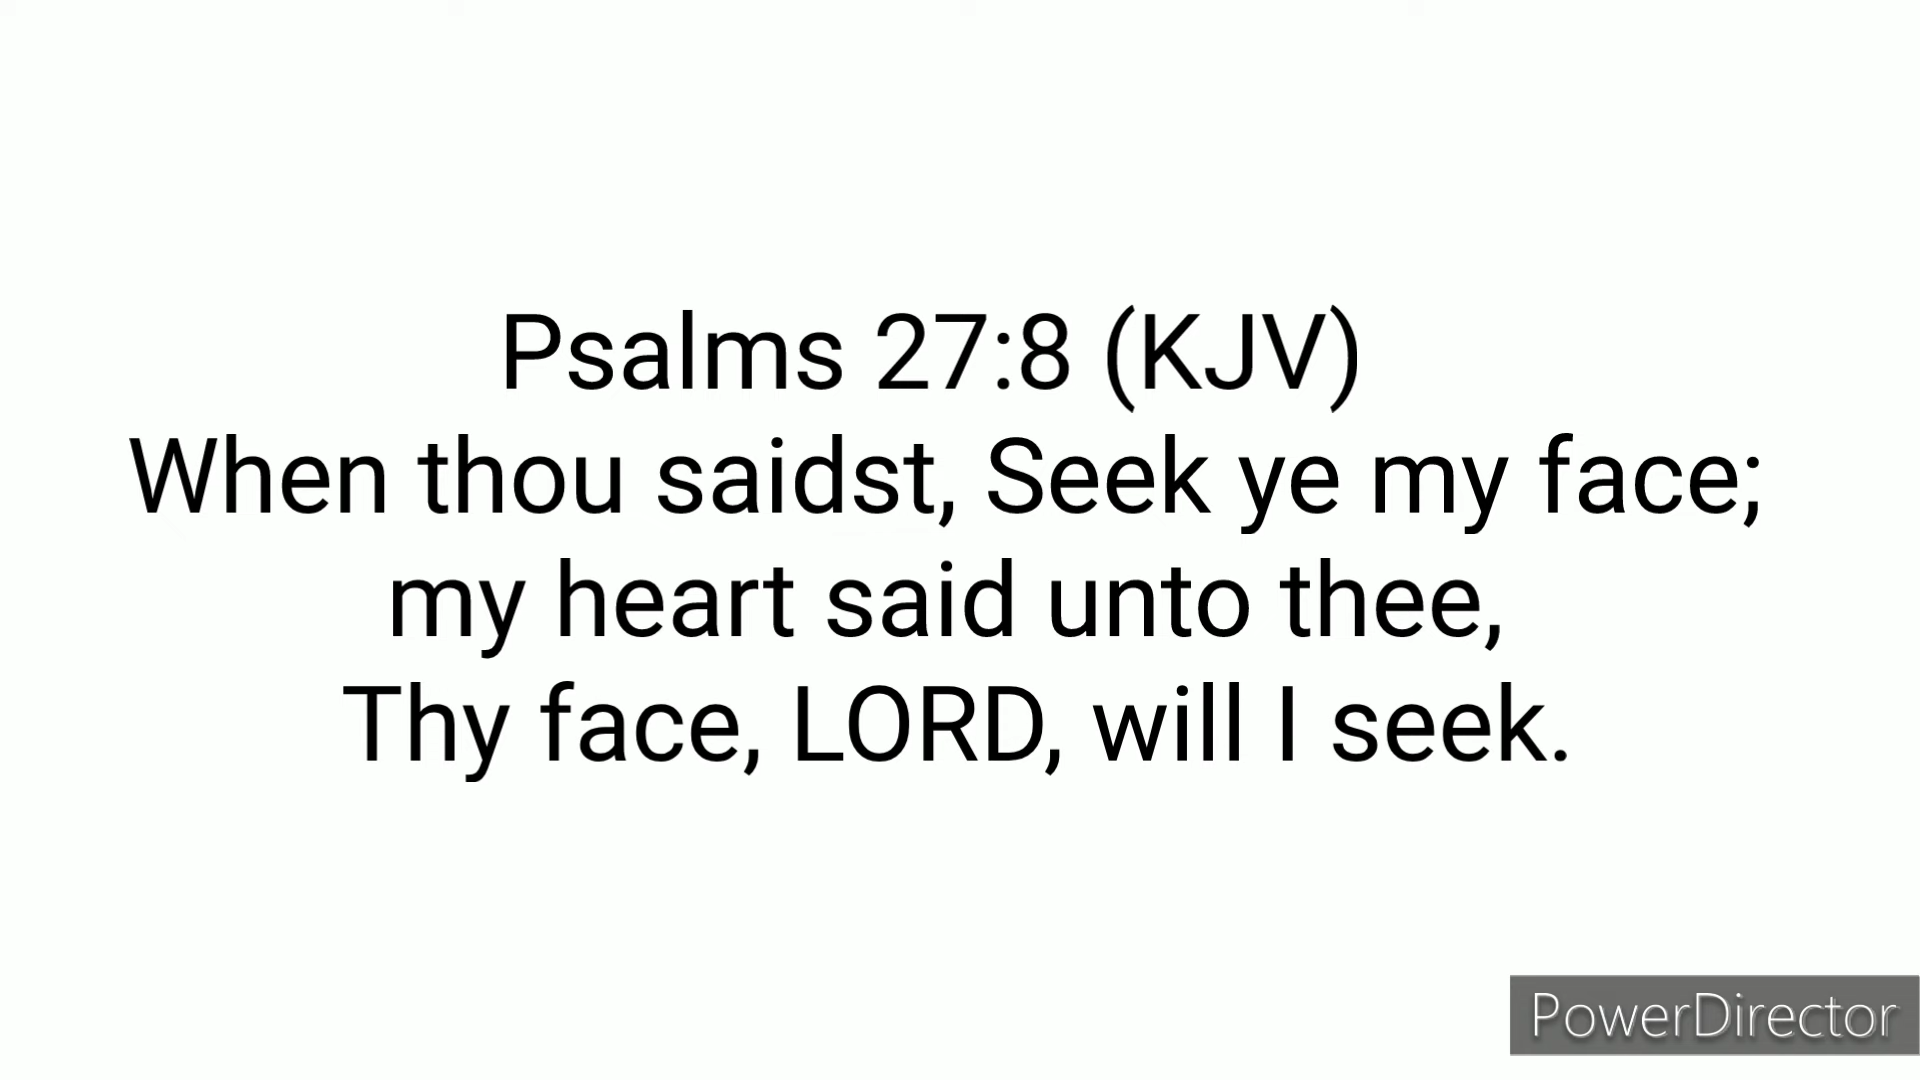 Psalms 27:8 (KJV)
When thou saidst, Seek ye my face;
my heart said unto thee,
Thy face, LORD, will I seek.
PowerDirector